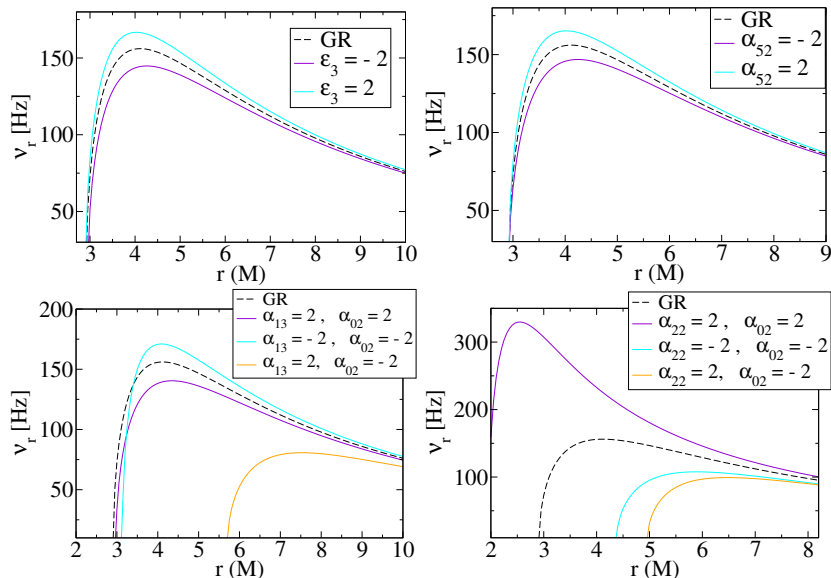 GR
ε₃ = - 2
ε₃ = 2
150
100
50
ν_r [Hz]
3 4 5 6 7 8 9 10
r (M)
GR
α₅₂ = - 2
α₅₂ = 2
150
100
50
ν_r [Hz]
3 4 5 6 7 8 9
r (M)
GR
α₁₃ = 2 , α₀₂ = 2
α₁₃ = - 2 , α₀₂ = - 2
α₁₃ = 2, α₀₂ = - 2
200
150
100
50
ν_r [Hz]
2 3 4 5 6 7 8 9 10
r (M)
GR
α₂₂ = 2 , α₀₂ = 2
α₂₂ = - 2 , α₀₂ = - 2
α₂₂ = 2, α₀₂ = - 2
300
200
100
ν_r [Hz]
2 3 4 5 6 7 8
r (M)